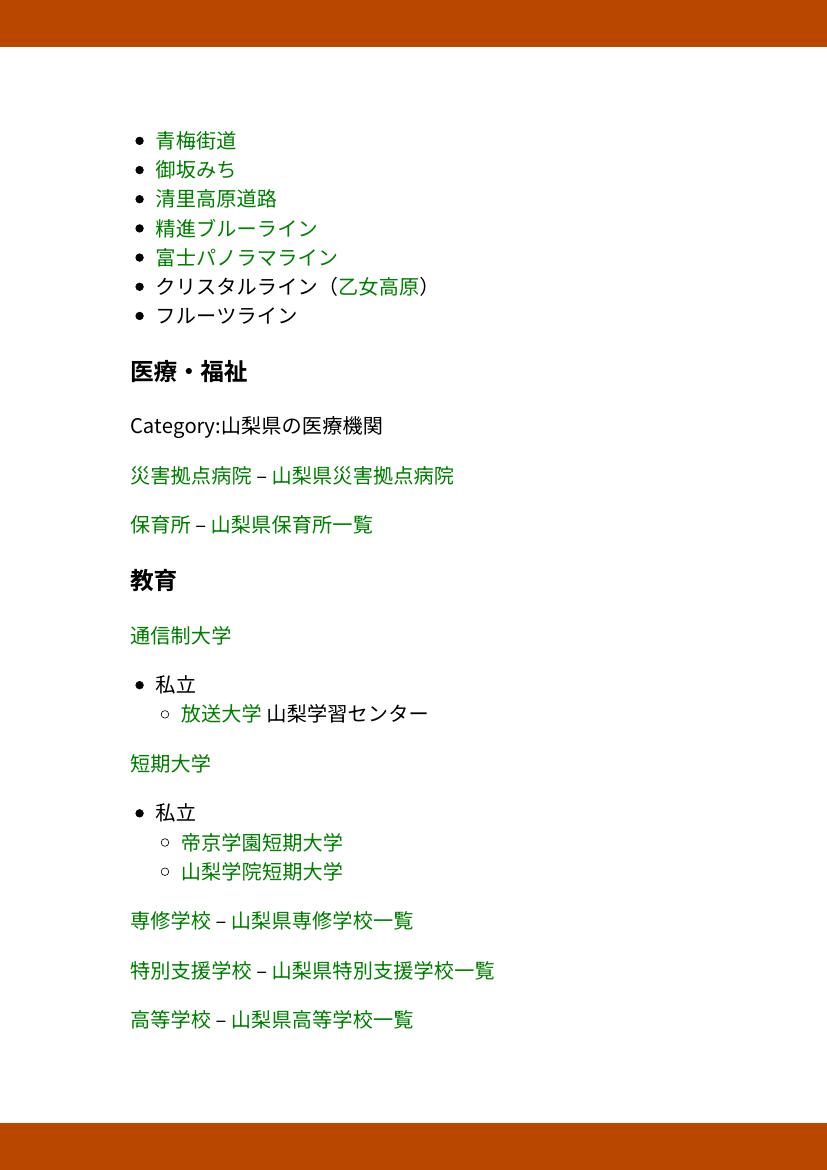 青梅街道
御坂みち
清里高原道路
精進ブルーライン
富士パノラマライン
クリスタルライン（乙女高原）
フルーツライン
医療・福祉
Category:山梨県の医療機関
災害拠点病院 – 山梨県災害拠点病院
保育所 – 山梨県保育所一覧
教育
通信制大学
私立
放送大学 山梨学習センター
短期大学
私立
帝京学園短期大学
山梨学院短期大学
専修学校 – 山梨県専修学校一覧
特別支援学校 – 山梨県特別支援学校一覧
高等学校 – 山梨県高等学校一覧